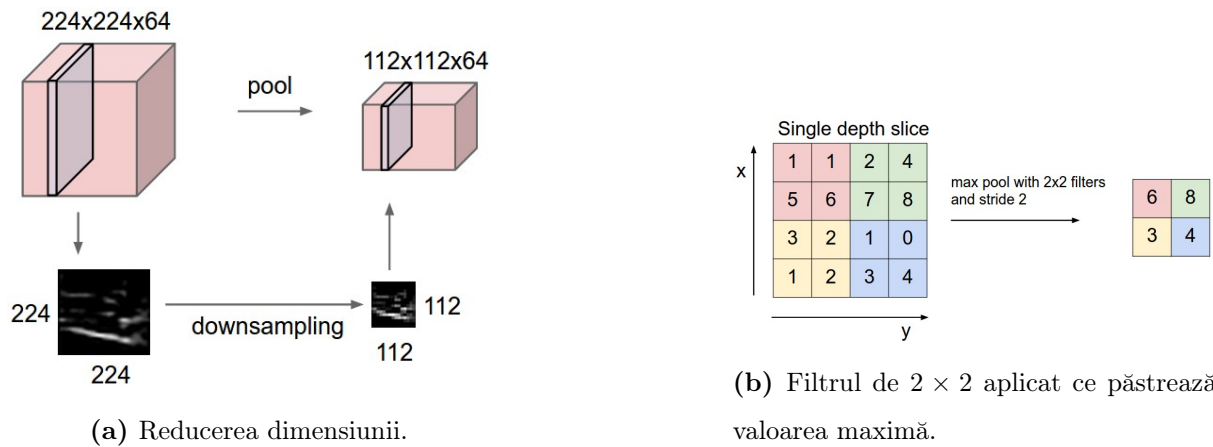 224x224x64
pool
112x112x64
224
224
downsampling
112
112
(a) Reducerea dimensiunii.
Single depth slice
x
1 1 2 4
5 6 7 8
3 2 1 0
1 2 3 4
y
max pool with 2x2 filters
and stride 2
6 8
3 4
(b) Filtrul de 2 × 2 aplicat ce păstrează
valoarea maximă.